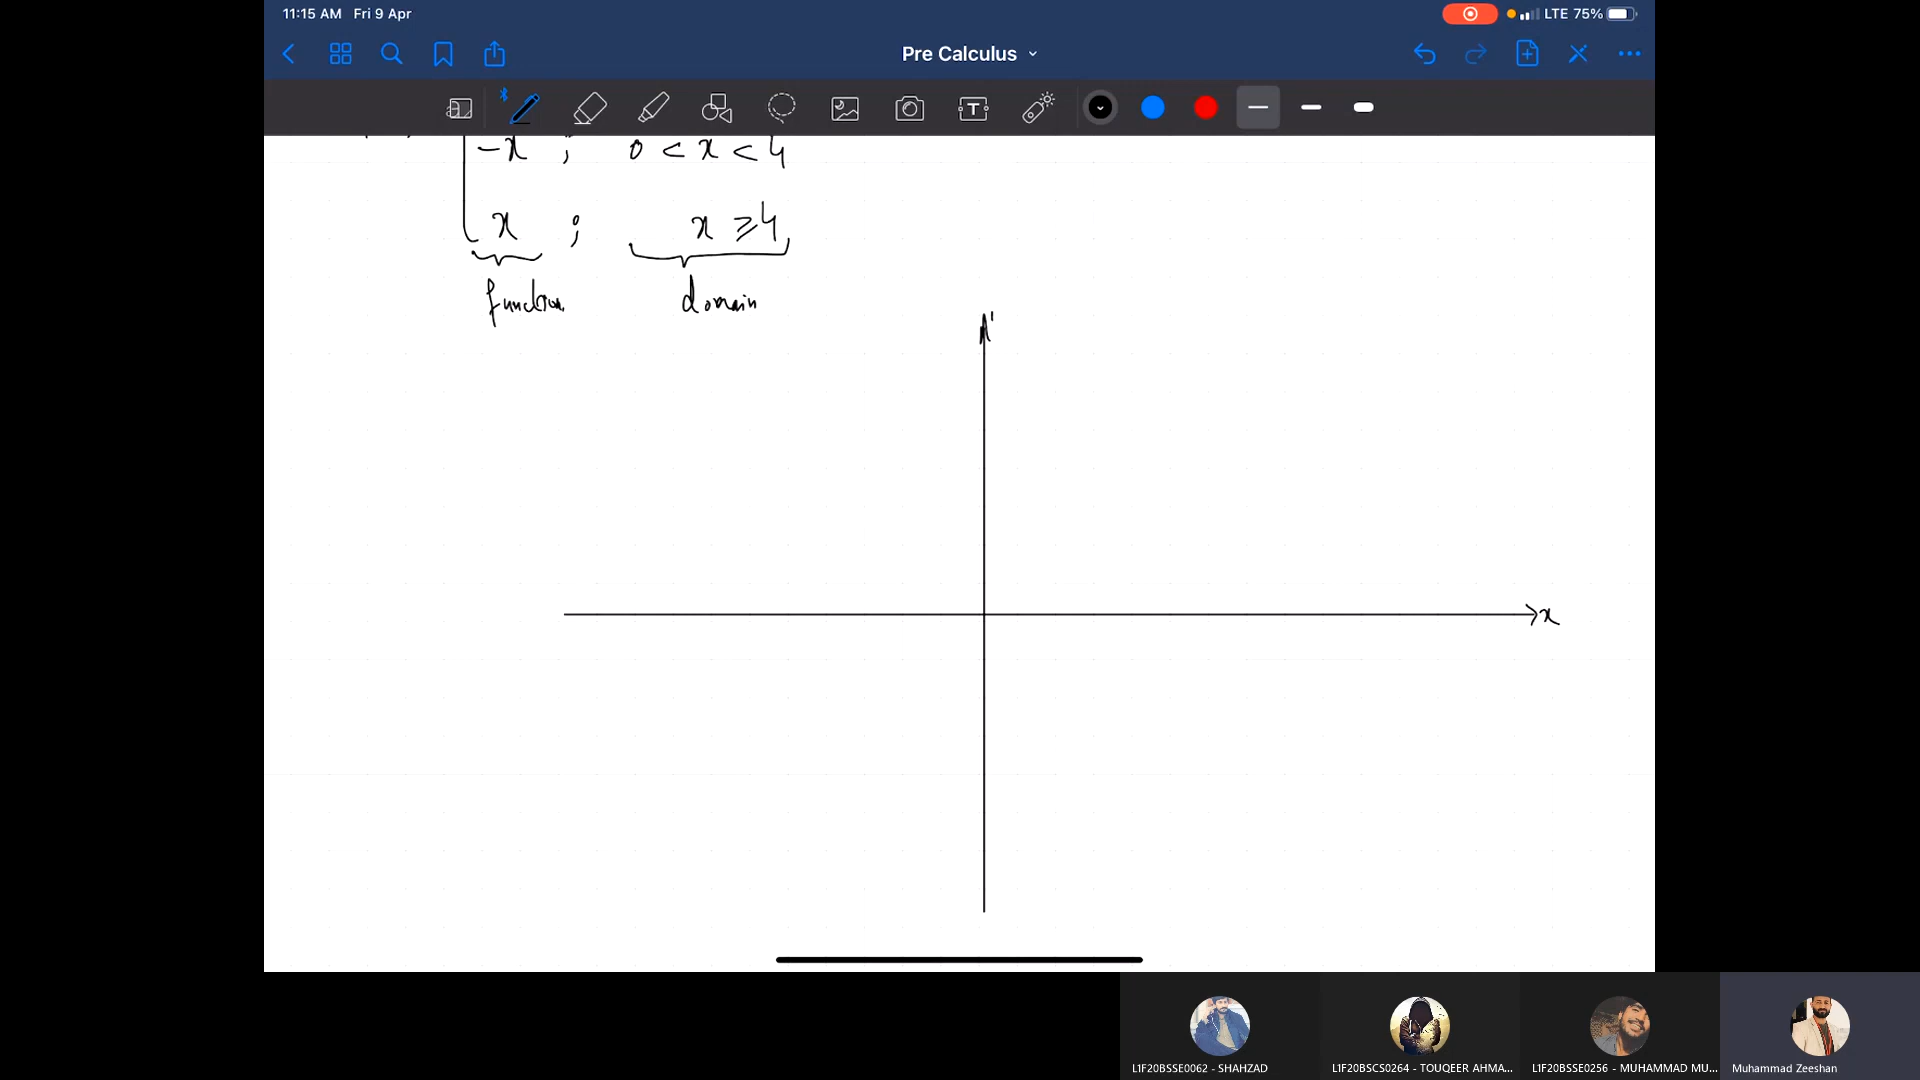 11:15 AM Fri 9 Apr
LTE 75%
Pre Calculus
T
-x ; 0 < x < 4
x ; x ⩾ 4
function domain
x
L1F20BSSE0062 - SHAHZAD
L1F20BSCS0264 - TOUQEER AHMA...
L1F20BSSE0256 - MUHAMMAD MU...
Muhammad Zeeshan